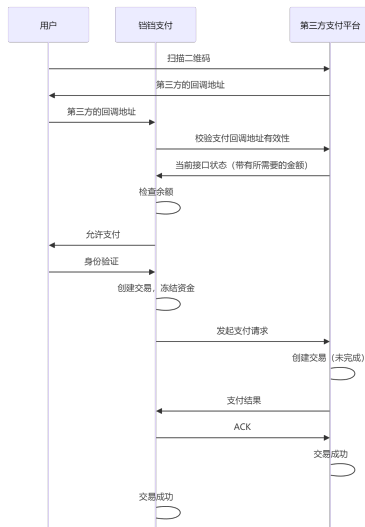 用户
铛铛支付
第三方支付平台
扫描二维码
第三方的回调地址
第三方的回调地址
校验支付回调地址有效性
当前接口状态（带有所需要的金额）
检查余额
允许支付
身份验证
创建交易，冻结资金
发起支付请求
创建交易（未完成）
支付结果
ACK
交易成功
交易成功